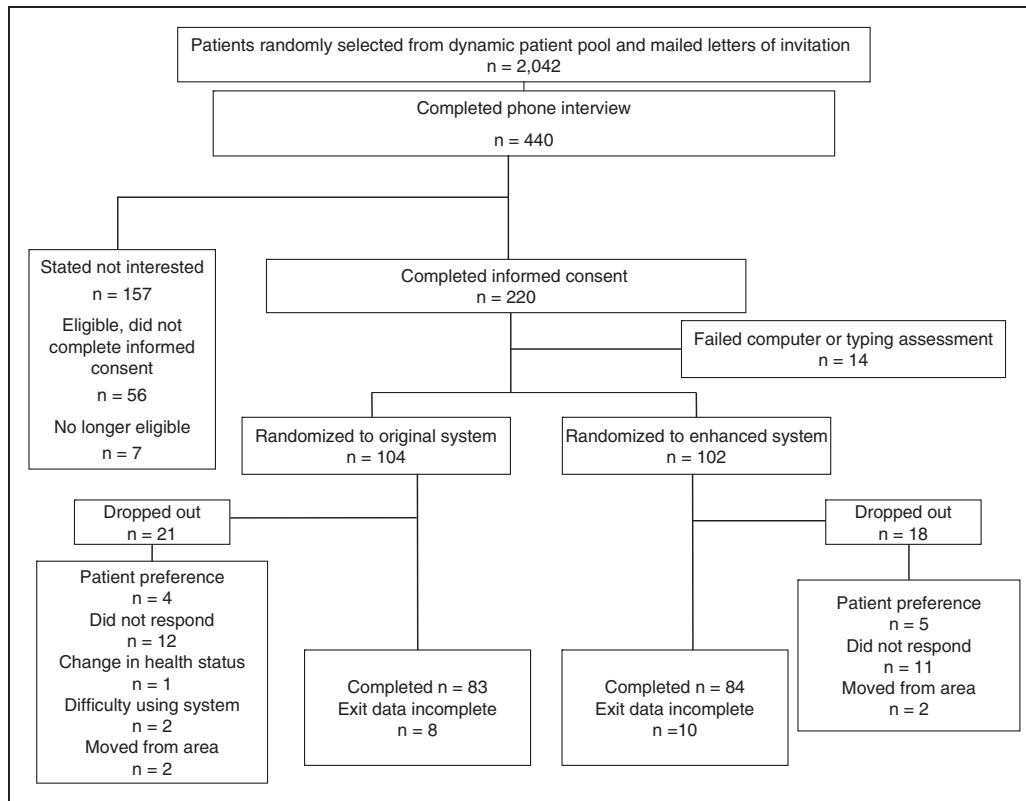 Patients randomly selected from dynamic patient pool and mailed letters of invitation
n = 2,042
Completed phone interview
n = 440
Stated not interested
n = 157
Eligible, did not
complete informed
consent
n = 56
No longer eligible
n = 7
Completed informed consent
n = 220
Failed computer or typing assessment
n = 14
Randomized to original system
n = 104
Randomized to enhanced system
n = 102
Dropped out
n = 21
Patient preference
n = 4
Did not respond
n = 12
Change in health status
n = 1
Difficulty using system
n = 2
Moved from area
n = 2
Completed n = 83
Exit data incomplete
n = 8
Completed n = 84
Exit data incomplete
n =10
Dropped out
n = 18
Patient preference
n = 5
Did not respond
n = 11
Moved from area
n = 2